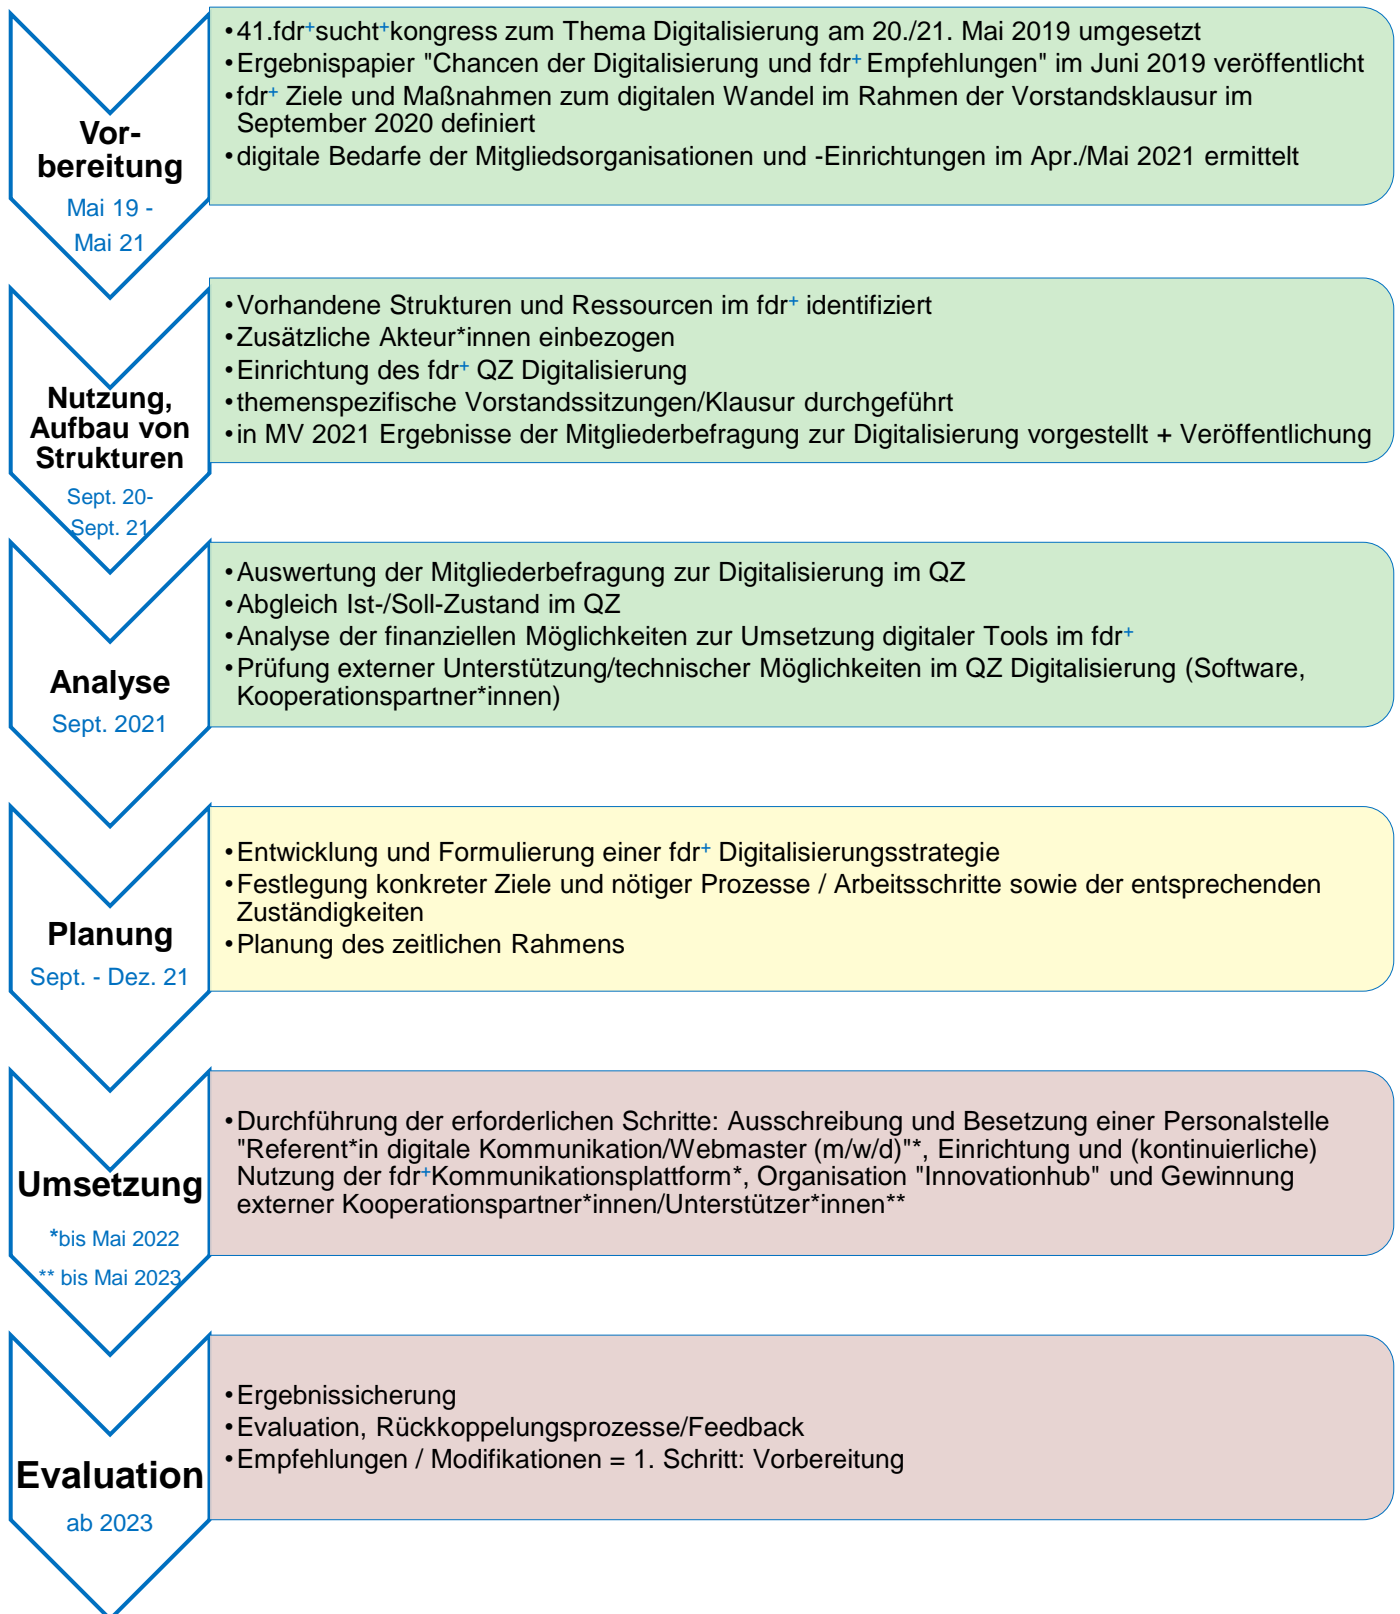 Vor-
bereitung
Mai 19 -
Mai 21
•41.fdr+sucht+kongress zum Thema Digitalisierung am 20./21. Mai 2019 umgesetzt
•Ergebnispapier "Chancen der Digitalisierung und fdr+ Empfehlungen" im Juni 2019 veröffentlicht
•fdr+ Ziele und Maßnahmen zum digitalen Wandel im Rahmen der Vorstandsklausur im
September 2020 definiert
•digitale Bedarfe der Mitgliedsorganisationen und -Einrichtungen im Apr./Mai 2021 ermittelt
Nutzung,
Aufbau von
Strukturen
Sept. 20-
Sept. 21
•Vorhandene Strukturen und Ressourcen im fdr+ identifiziert
•Zusätzliche Akteur*innen einbezogen
•Einrichtung des fdr+ QZ Digitalisierung
•themenspezifische Vorstandssitzungen/Klausur durchgeführt
•in MV 2021 Ergebnisse der Mitgliederbefragung zur Digitalisierung vorgestellt + Veröffentlichung
Analyse
Sept. 2021
•Auswertung der Mitgliederbefragung zur Digitalisierung im QZ
•Abgleich Ist-/Soll-Zustand im QZ
•Analyse der finanziellen Möglichkeiten zur Umsetzung digitaler Tools im fdr+
•Prüfung externer Unterstützung/technischer Möglichkeiten im QZ Digitalisierung (Software,
Kooperationspartner*innen)
Planung
Sept. - Dez. 21
•Entwicklung und Formulierung einer fdr+ Digitalisierungsstrategie
•Festlegung konkreter Ziele und nötiger Prozesse / Arbeitsschritte sowie der entsprechenden
Zuständigkeiten
•Planung des zeitlichen Rahmens
Umsetzung
*bis Mai 2022
** bis Mai 2023
•Durchführung der erforderlichen Schritte: Ausschreibung und Besetzung einer Personalstelle
"Referent*in digitale Kommunikation/Webmaster (m/w/d)"*, Einrichtung und (kontinuierliche)
Nutzung der fdr+Kommunikationsplattform*, Organisation "Innovationhub" und Gewinnung
externer Kooperationspartner*innen/Unterstützer*innen**
Evaluation
ab 2023
•Ergebnissicherung
•Evaluation, Rückkoppelungsprozesse/Feedback
•Empfehlungen / Modifikationen = 1. Schritt: Vorbereitung